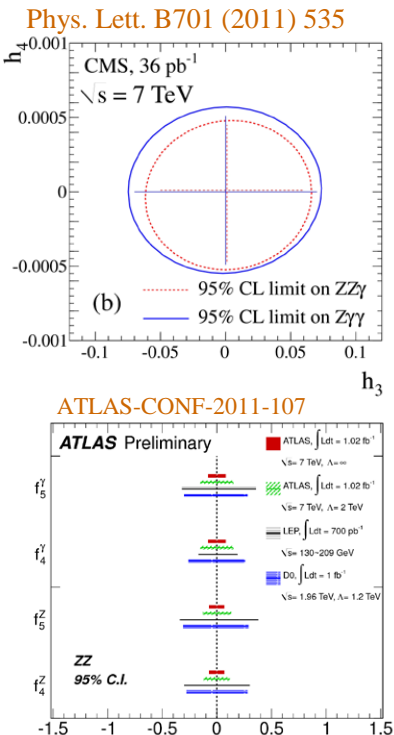 Phys. Lett. B701 (2011) 535
h4
0.001
CMS, 36 pb-1
√s = 7 TeV
0.0005
0
-0.0005
(b)
95% CL limit on ZZγ
95% CL limit on Zγγ
-0.001
-0.1 -0.05 0 0.05 0.1
h3
ATLAS-CONF-2011-107
ATLAS Preliminary
ATLAS, ∫Ldt = 1.02 fb-1
√s= 7 TeV, Λ=∞
ATLAS, ∫Ldt = 1.02 fb-1
√s= 7 TeV, Λ= 2 TeV
LEP, ∫Ldt = 700 pb-1
√s= 130-209 GeV
D0, ∫Ldt = 1 fb-1
√s= 1.96 TeV, Λ= 1.2 TeV
f5γ
f4γ
f5Z
f4Z
ZZ
95% C.I.
-1.5 -1 -0.5 0 0.5 1 1.5